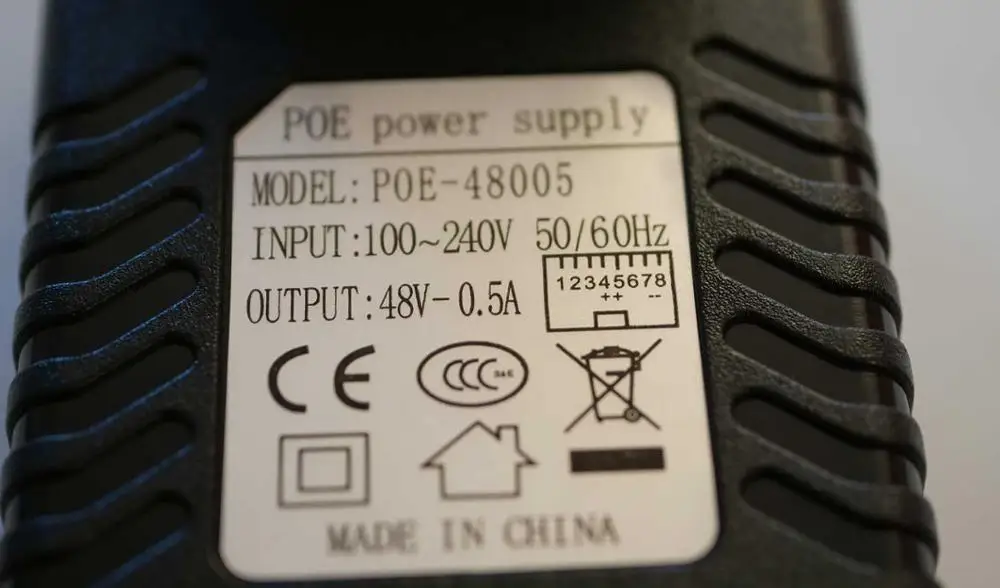 POE power supply
MODEL:POE-48005
INPUT:100~240V 50/60Hz
12345678
++ --
OUTPUT:48V-0.5A
CE CCC S&E
MADE IN CHINA